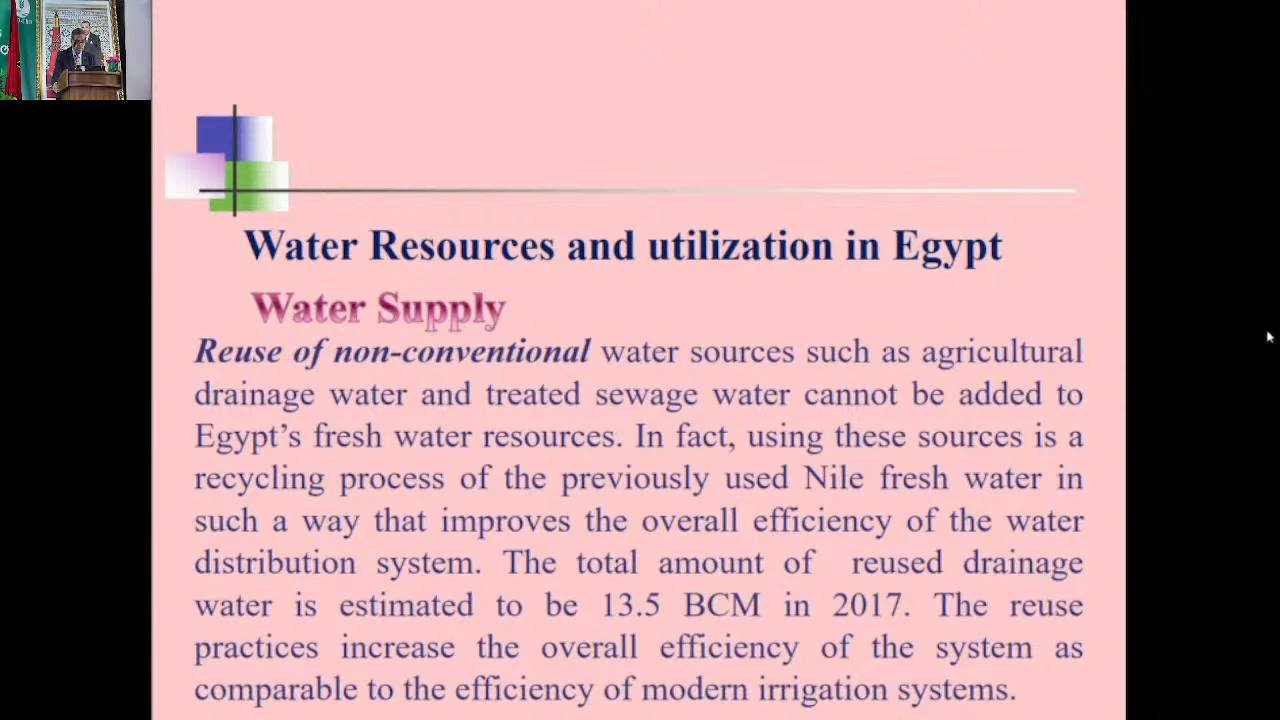 Water Resources and utilization in Egypt
Water Supply
Reuse of non-conventional water sources such as agricultural
drainage water and treated sewage water cannot be added to
Egypt’s fresh water resources. In fact, using these sources is a
recycling process of the previously used Nile fresh water in
such a way that improves the overall efficiency of the water
distribution system. The total amount of reused drainage
water is estimated to be 13.5 BCM in 2017. The reuse
practices increase the overall efficiency of the system as
comparable to the efficiency of modern irrigation systems.